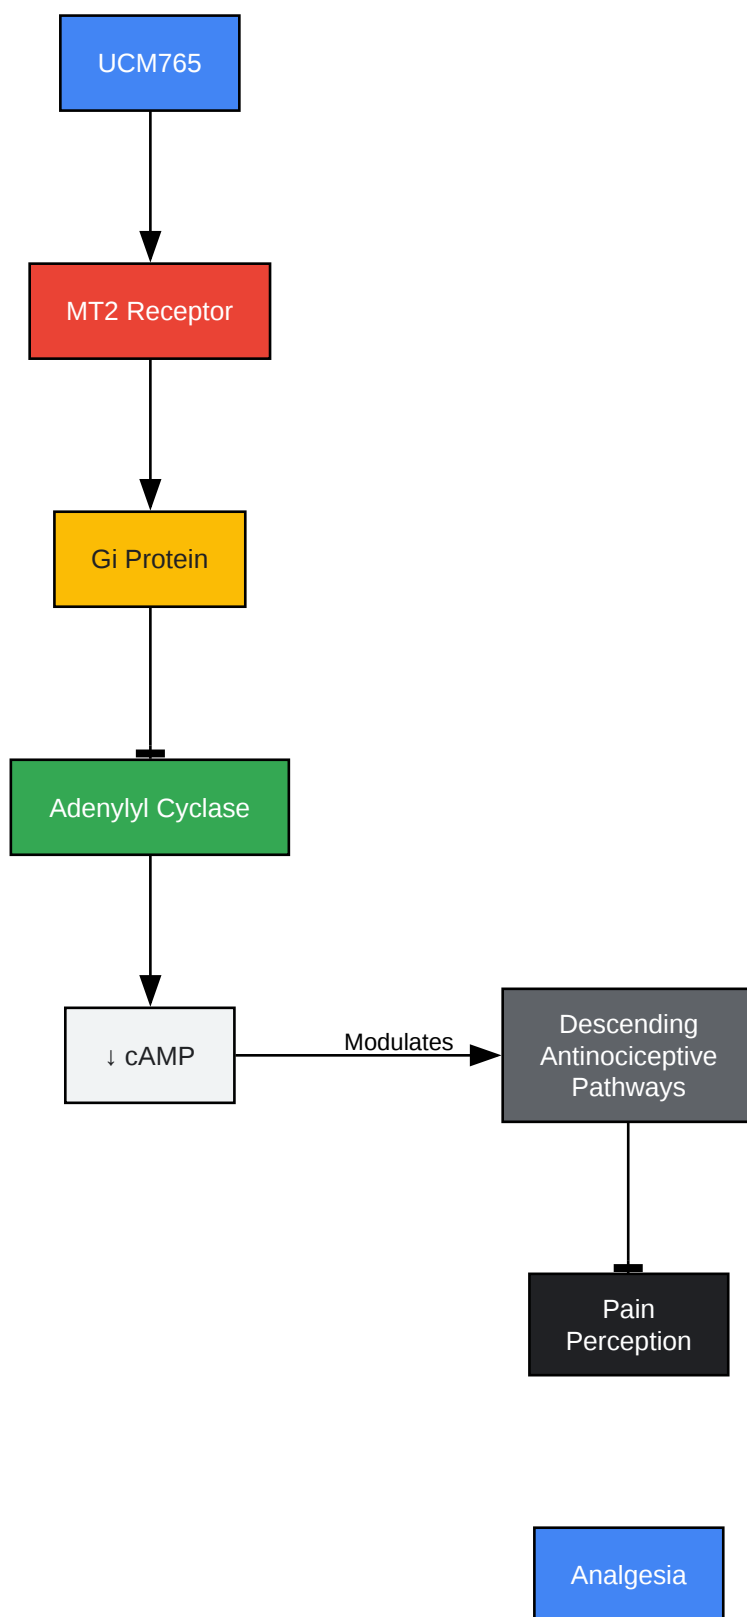 UCM765
MT2 Receptor
Gi Protein
Adenylyl Cyclase
↓ cAMP
Modulates
Descending
Antinociceptive
Pathways
Pain
Perception
Analgesia